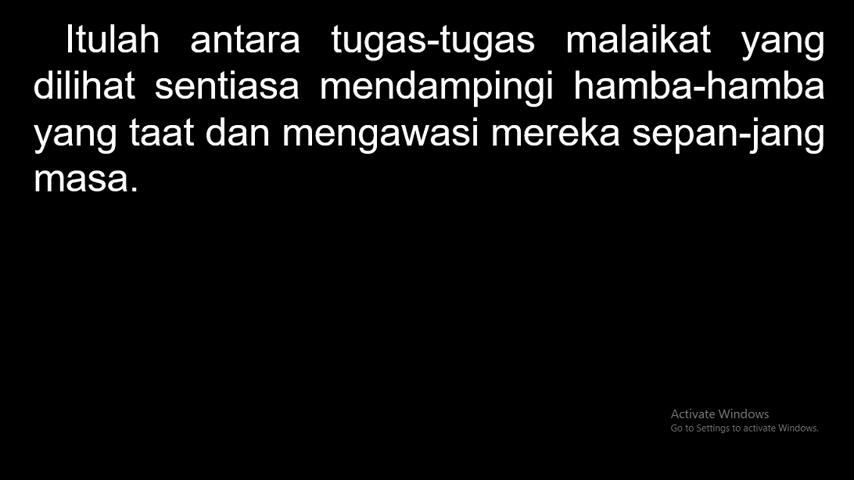 Itulah antara tugas-tugas malaikat yang
dilihat sentiasa mendampingi hamba-hamba
yang taat dan mengawasi mereka sepan-jang
masa.
Activate Windows
Go to Settings to activate Windows.